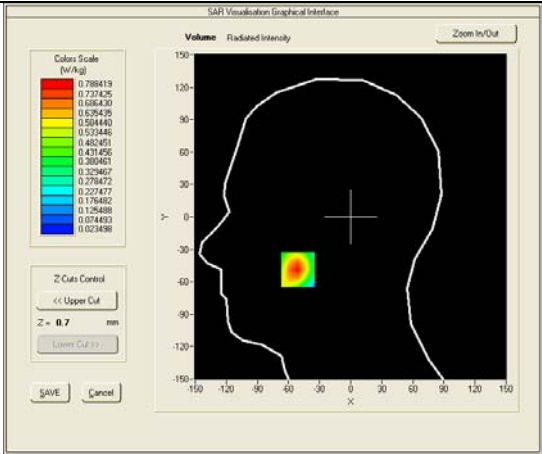 SAR Visualisation Graphical Interface
Volume Radiated Intensity
Zoom In/Out
Colors Scale
(W/kg)
0.788419
0.737425
0.686430
0.635435
0.584440
0.533446
0.482451
0.431456
0.380461
0.329467
0.278472
0.227477
0.176482
0.125488
0.074493
0.023498
Z-Cuts Control
<< Upper Cut
Z = 0.7 mm
Lower Cut >>
SAVE
Cancel
150
120
90
60
30
0
-30
-60
-90
-120
-150
Y
-150 -120 -90 -60 -30 0 30 60 90 120 150
X